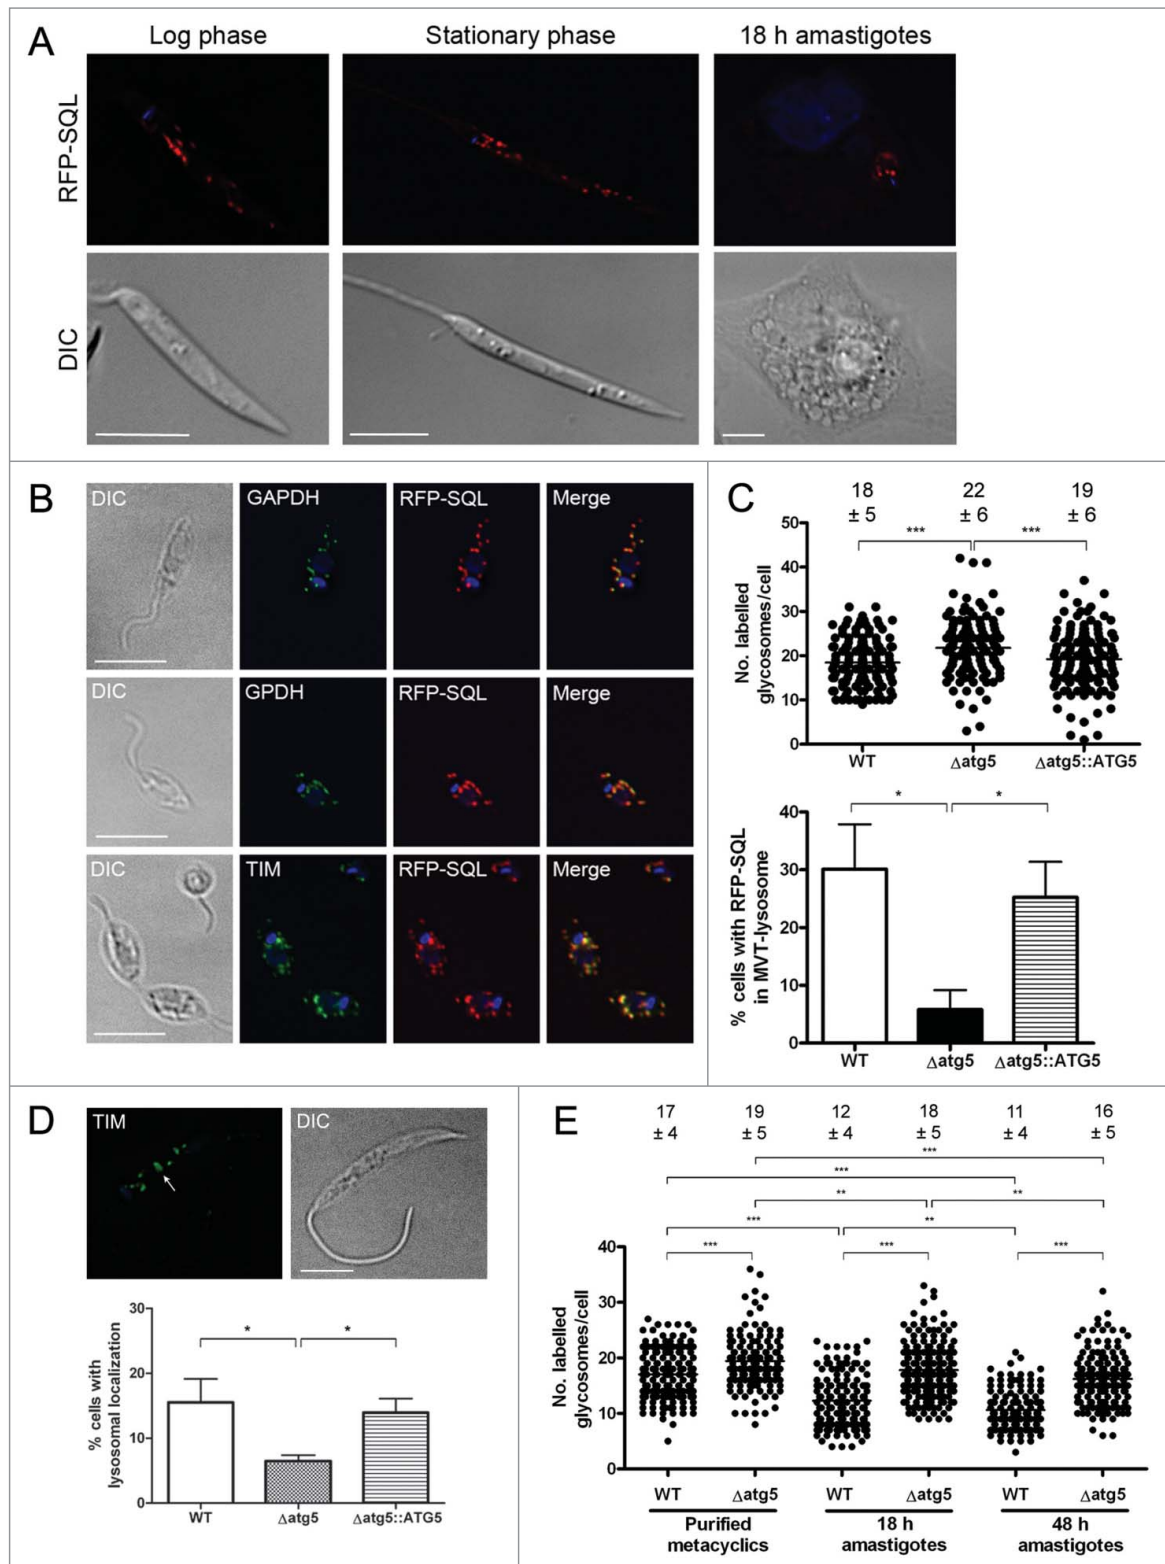 A
Log phase
Stationary phase
18 h amastigotes
RFP-SQL
DIC
B
DIC
GAPDH
RFP-SQL
Merge
DIC
GPDH
RFP-SQL
Merge
DIC
TIM
RFP-SQL
Merge
C
18 22 19
± 5 ± 6 ± 6
*** ***
No. labelled
glycosomes/cell
50
40
30
20
10
0
WT Δatg5 Δatg5::ATG5
* *
% cells with RFP-SQL
in MVT-lysosome
40
30
20
10
0
WT Δatg5 Δatg5::ATG5
D
TIM
DIC
% cells with
lysosomal localization
30
20
10
0
* *
WT Δatg5 Δatg5::ATG5
E
17 19 12 18 11 16
± 4 ± 5 ± 4 ± 5 ± 4 ± 5
***
***
** **
*** **
*** *** ***
No. labelled
glycosomes/cell
40
30
20
10
0
WT Δatg5 WT Δatg5 WT Δatg5
Purified
metacyclics
18 h
amastigotes
48 h
amastigotes